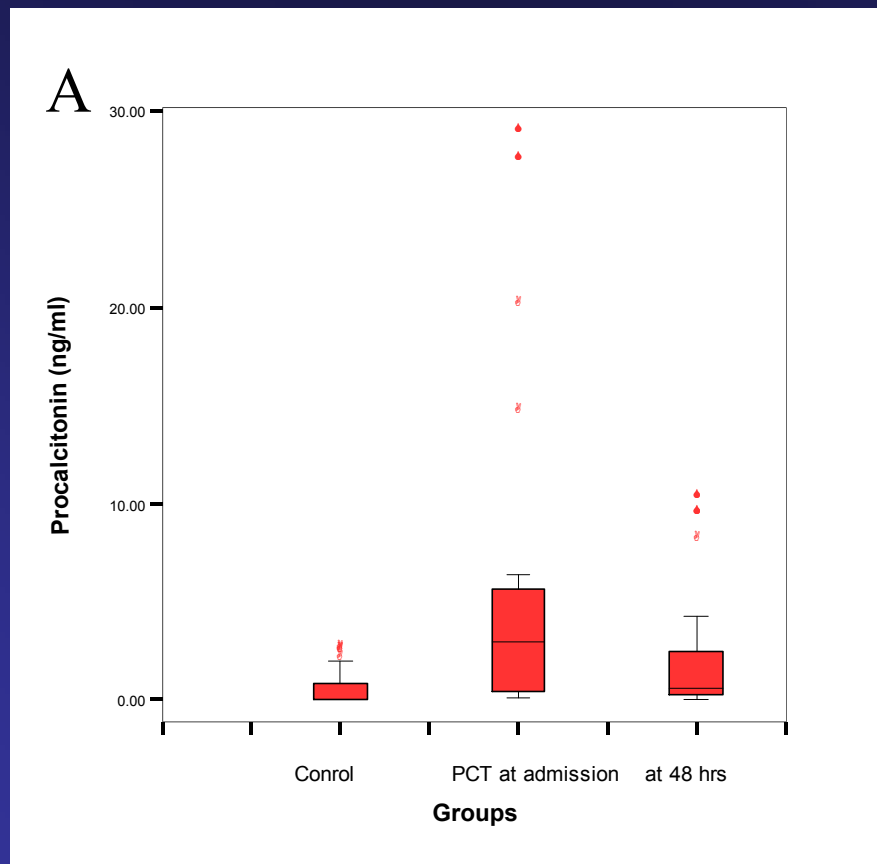 A
30.00
20.00
10.00
0.00
Procalcitonin (ng/ml)
Conrol PCT at admission at 48 hrs
Groups